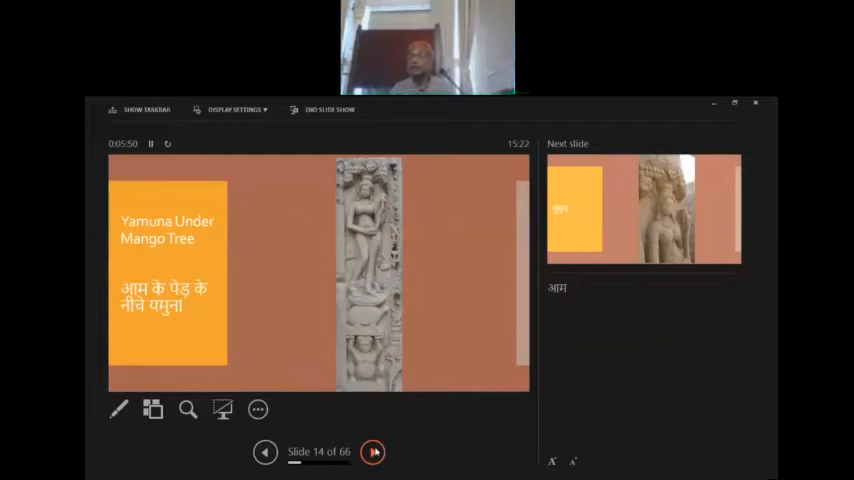 SHOW TASKBAR
DISPLAY SETTINGS ▼
END SLIDE SHOW
0:05:50
15:22
Next slide
Yamuna Under
Mango Tree
आम के पेड़ के
नीचे यमुना
यमुना
आम
Slide 14 of 66
A A